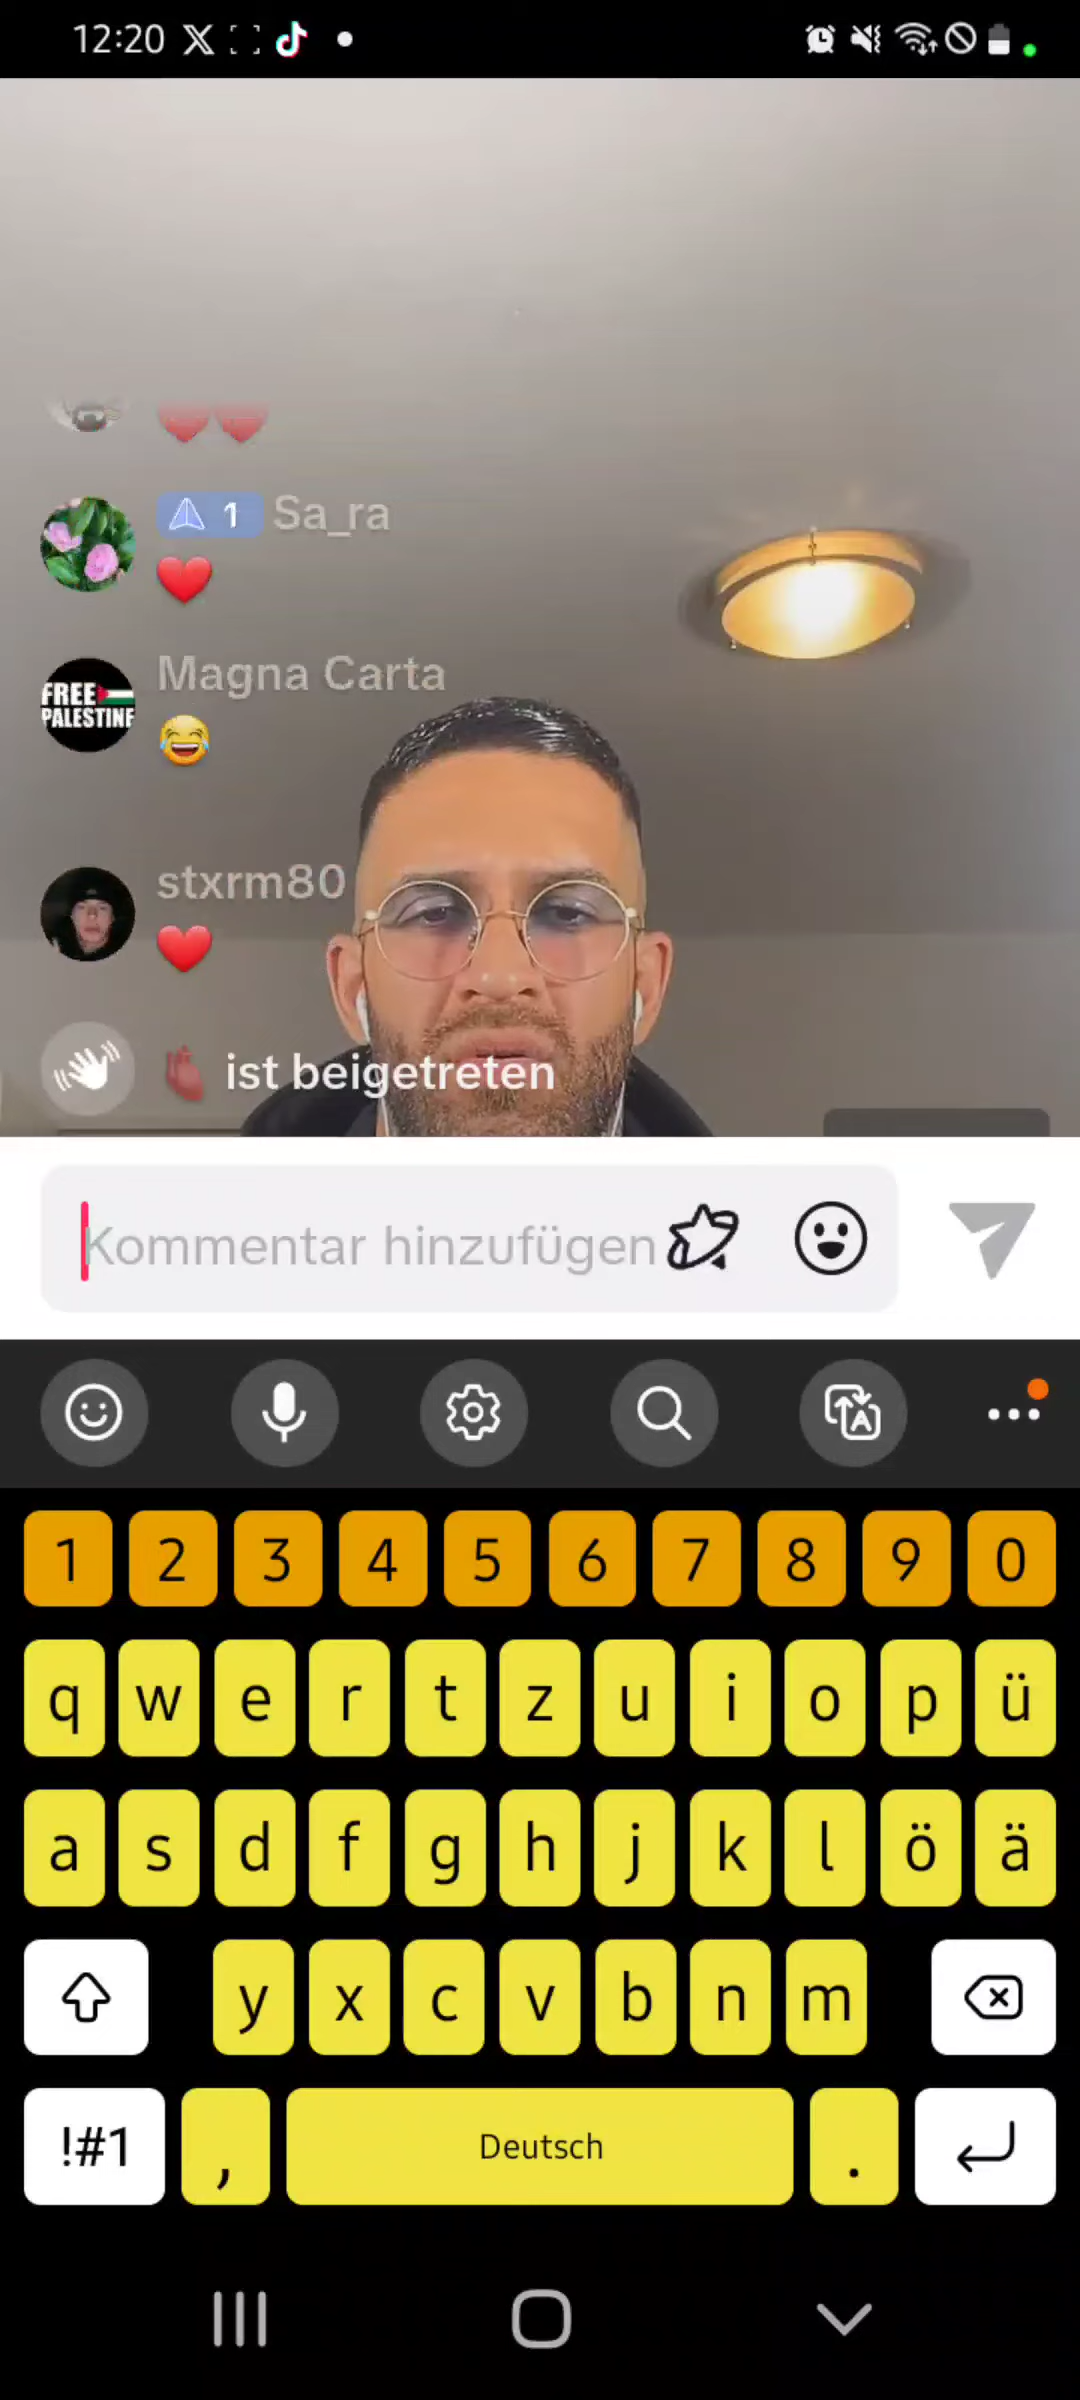 12:20
1 Sa_ra
Magna Carta
FREE
PALESTINE
stxrm80
ist beigetreten
Kommentar hinzufügen
1 2 3 4 5 6 7 8 9 0
q w e r t z u i o p ü
a s d f g h j k l ö ä
y x c v b n m
!#1 , Deutsch .